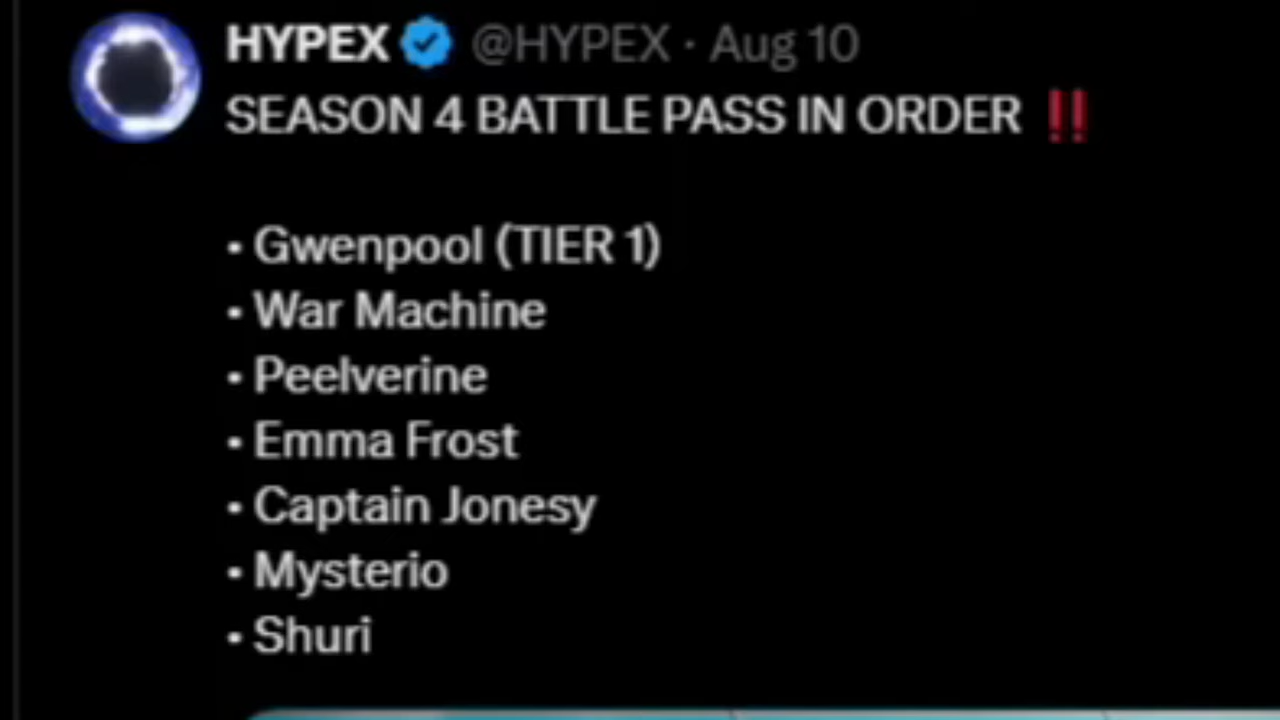 HYPEX @HYPEX · Aug 10
SEASON 4 BATTLE PASS IN ORDER ‼️
• Gwenpool (TIER 1)
• War Machine
• Peelverine
• Emma Frost
• Captain Jonesy
• Mysterio
• Shuri